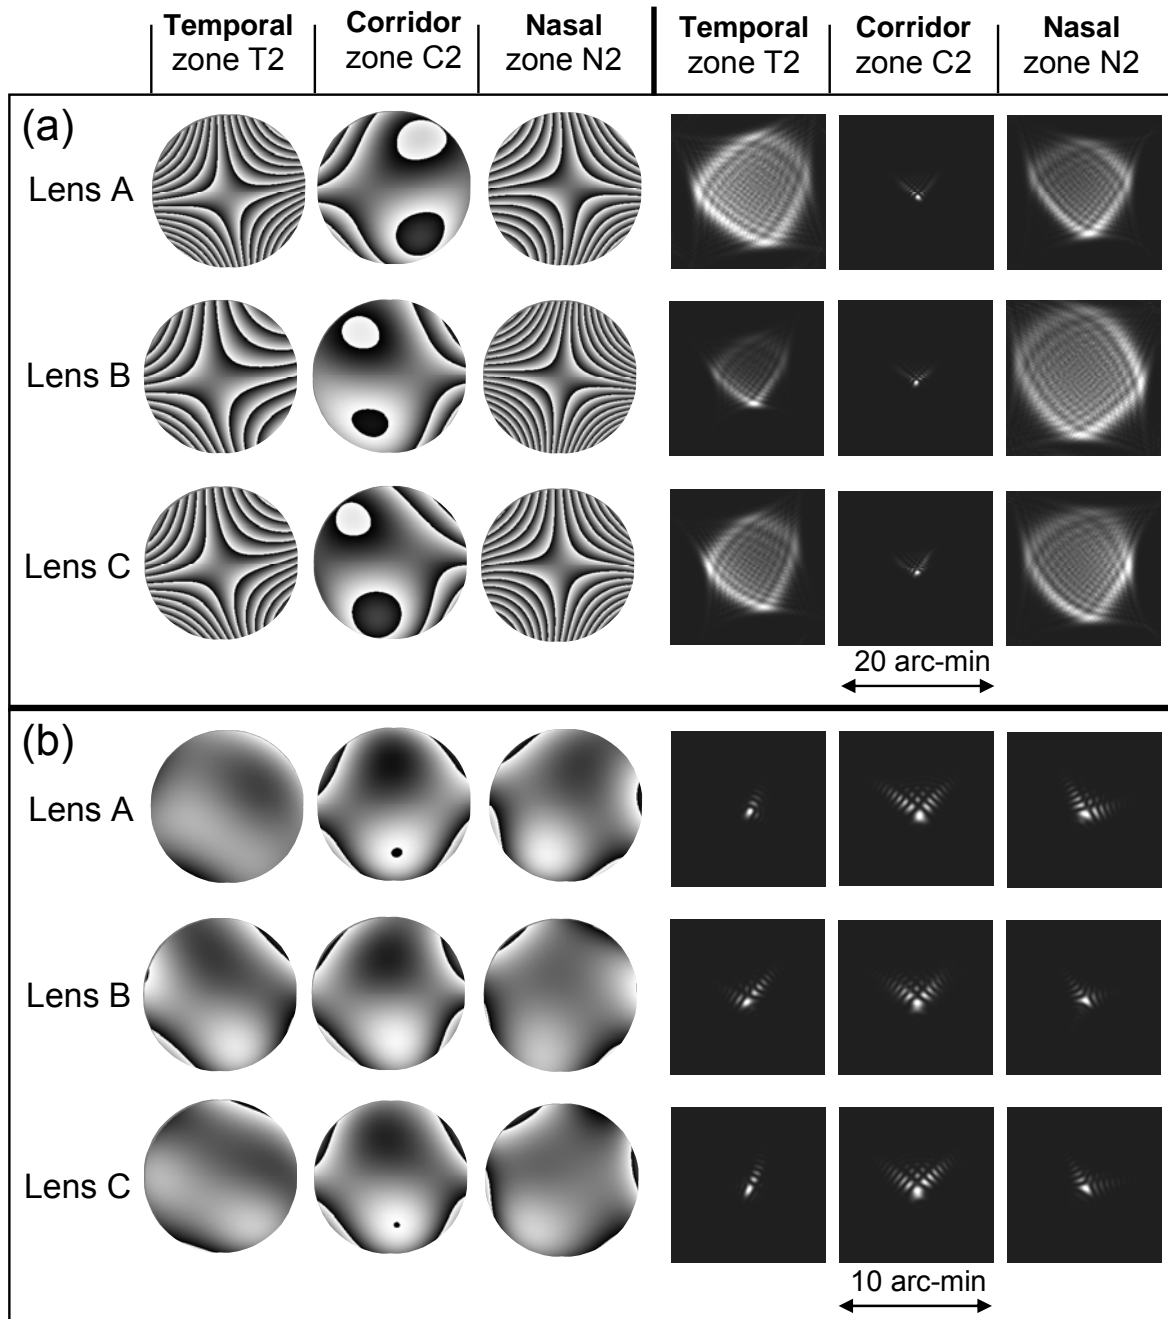 Temporal Corridor Nasal Temporal Corridor Nasal
zone T2 zone C2 zone N2 zone T2 zone C2 zone N2
(a)
Lens A
Lens B
Lens C
20 arc-min
(b)
Lens A
Lens B
Lens C
10 arc-min